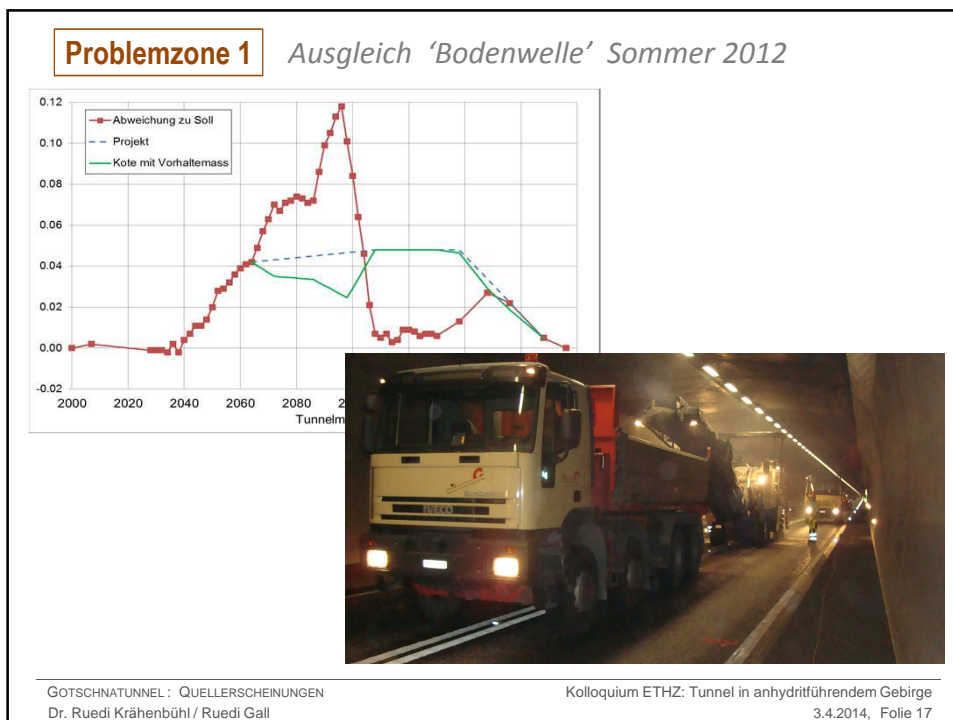 Problemzone 1 Ausgleich 'Bodenwelle' Sommer 2012
0.12
Abweichung zu Soll
Projekt
Kote mit Vorhaltemass
0.10
0.08
0.06
0.04
0.02
0.00
-0.02
2000 2020 2040 2060 2080
Tunnelm
IVECO
GOTSCHNATUNNEL: QUELLERSCHEINUNGEN
Dr. Ruedi Krähenbühl / Ruedi Gall
Kolloquium ETHZ: Tunnel in anhydritführendem Gebirge
3.4.2014, Folie 17